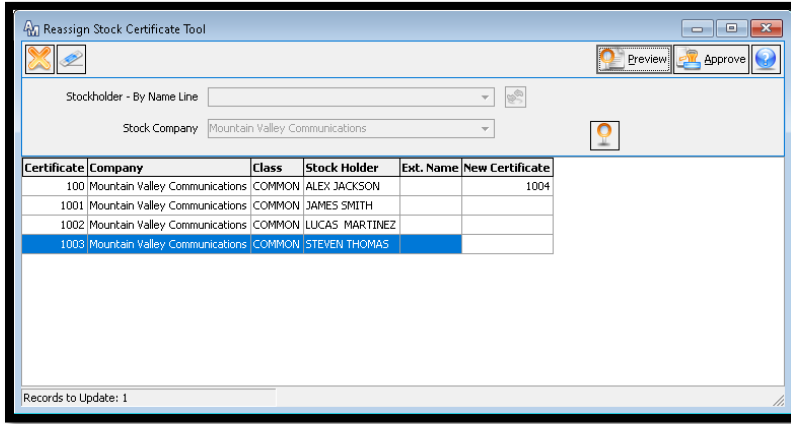 Reassign Stock Certificate Tool
Preview Approve
Stockholder - By Name Line
Stock Company Mountain Valley Communications
Certificate Company Class Stock Holder Ext. Name New Certificate
100 Mountain Valley Communications COMMON ALEX JACKSON 1004
1001 Mountain Valley Communications COMMON JAMES SMITH
1002 Mountain Valley Communications COMMON LUCAS MARTINEZ
1003 Mountain Valley Communications COMMON STEVEN THOMAS
Records to Update: 1